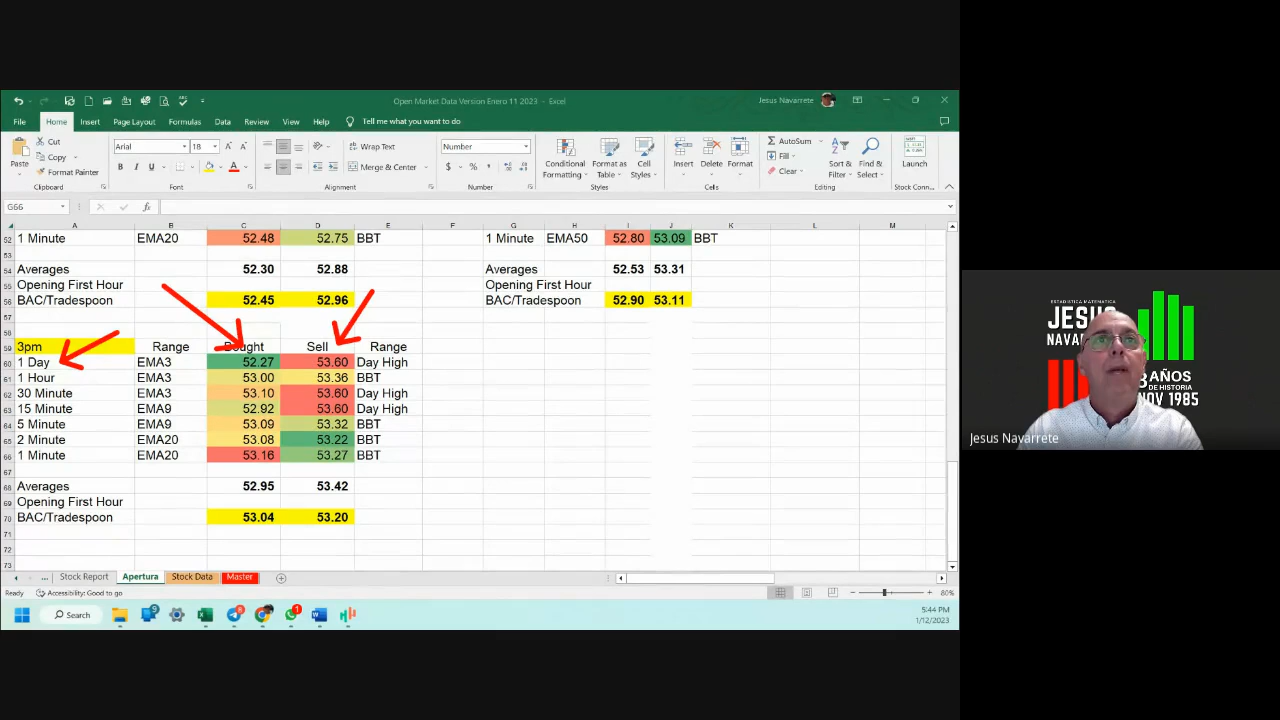 Open Market Data Version Enero 11 2023 – Excel
Jesus Navarrete
File Home Insert Page Layout Formulas Data Review View Help Tell me what you want to do
Paste Cut Copy Format Painter
Clipboard
Arial 18
B I U
Font
Wrap Text
Merge & Center
Alignment
Number
$ % ,
Number
Conditional Formatting Format as Table Cell Styles
Styles
Insert Delete Format
Cells
AutoSum Fill Clear
Sort & Filter Find & Select
Editing
Launch
Stock Conn...
G66 fx
A B C D E F G H I J K L M
52 1 Minute EMA20 52.48 52.75 BBT 1 Minute EMA50 52.80 53.09 BBT
53
54 Averages 52.30 52.88 Averages 52.53 53.31
55 Opening First Hour Opening First Hour
56 BAC/Tradespoon 52.45 52.96 BAC/Tradespoon 52.90 53.11
57
58
59 3pm Range Bought Sell Range
60 1 Day EMA3 52.27 53.60 Day High
61 1 Hour EMA3 53.00 53.36 BBT
62 30 Minute EMA3 53.10 53.60 Day High
63 15 Minute EMA9 52.92 53.60 Day High
64 5 Minute EMA9 53.09 53.32 BBT
65 2 Minute EMA20 53.08 53.22 BBT
66 1 Minute EMA20 53.16 53.27 BBT
67
68 Averages 52.95 53.42
69 Opening First Hour
70 BAC/Tradespoon 53.04 53.20
71
72
73
... Stock Report Apertura Stock Data Master
Ready Accessibility: Good to go 80%
Search
5:44 PM
1/12/2023
ESTADISTICA MATEMATICA
JESUS
NAVA
AÑOS
DE HISTORIA
NOV 1985
Jesus Navarrete